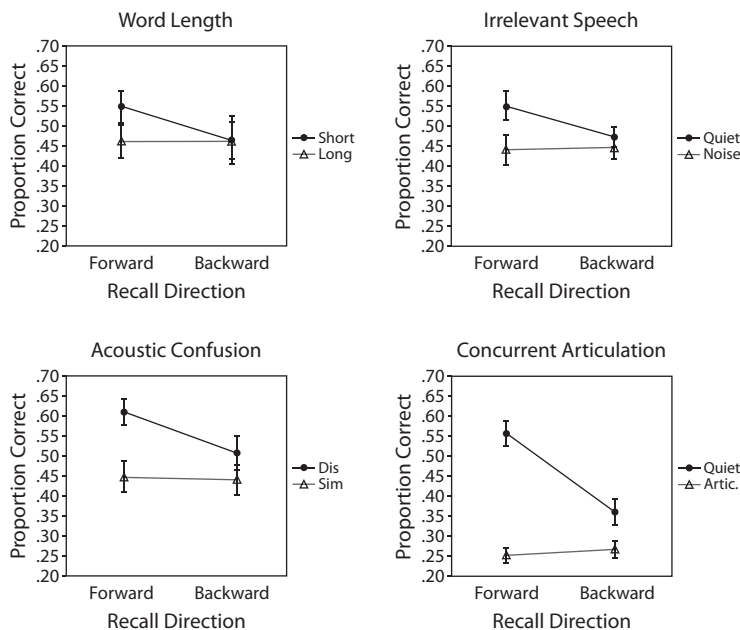 Word Length
Proportion Correct
.70
.65
.60
.55
.50
.45
.40
.35
.30
.25
.20
Forward Backward
Recall Direction
Short
Long
Irrelevant Speech
Proportion Correct
.70
.65
.60
.55
.50
.45
.40
.35
.30
.25
.20
Forward Backward
Recall Direction
Quiet
Noise
Acoustic Confusion
Proportion Correct
.70
.65
.60
.55
.50
.45
.40
.35
.30
.25
.20
Forward Backward
Recall Direction
Dis
Sim
Concurrent Articulation
Proportion Correct
.70
.65
.60
.55
.50
.45
.40
.35
.30
.25
.20
Forward Backward
Recall Direction
Quiet
Artic.